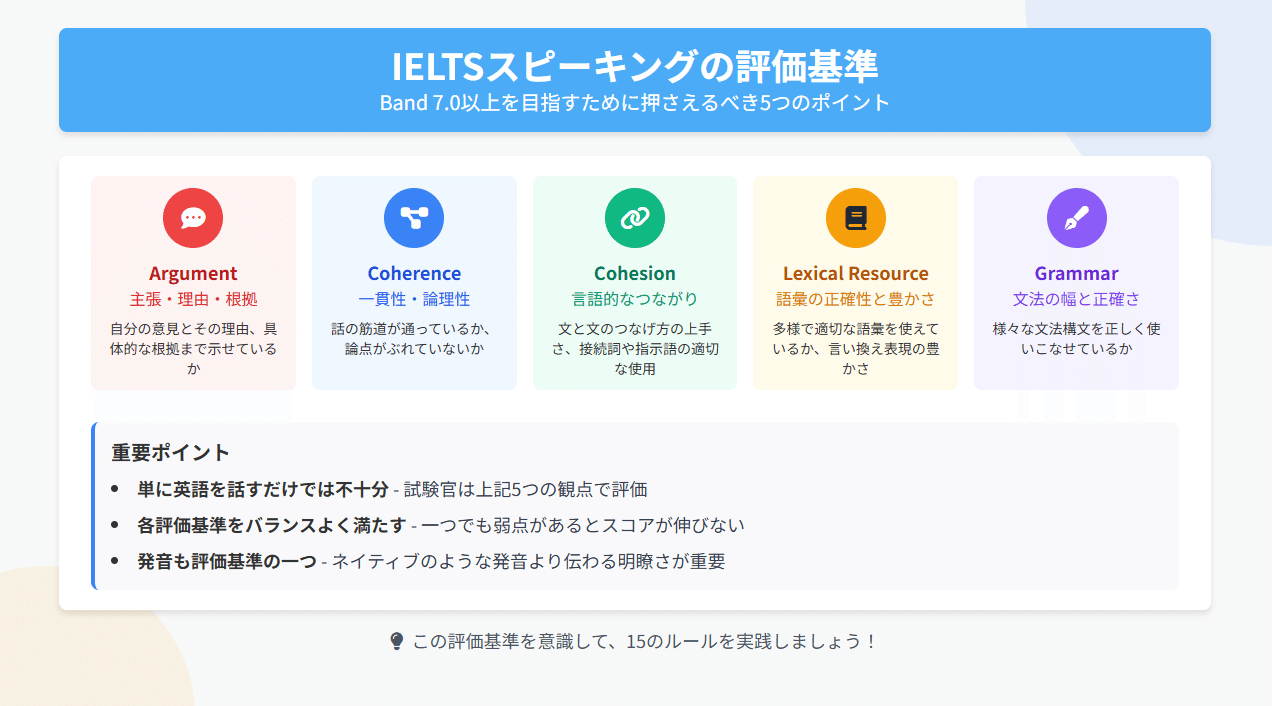 IELTSスピーキングの評価基準
Band 7.0以上を目指すために押さえるべき5つのポイント
Argument
主張・理由・根拠
自分の意見とその理由、具
体的な根拠まで示せている
か
Coherence
一貫性・論理性
話の筋道が通っているか、
論点がぶれていないか
Cohesion
言語的なつながり
文と文のつなげ方の上手
さ、接続詞や指示語の適切
な使用
Lexical Resource
語彙の正確性と豊かさ
多様で適切な語彙を使えて
いるか、言い換え表現の豊
かさ
Grammar
文法の幅と正確さ
様々な文法構文を正しく使
いこなせているか
重要ポイント
• 単に英語を話すだけでは不十分 - 試験官は上記5つの観点で評価
• 各評価基準をバランスよく満たす - 一つでも弱点があるとスコアが伸びない
• 発音も評価基準の一つ - ネイティブのような発音より伝わる明瞭さが重要
この評価基準を意識して、15のルールを実践しましょう！